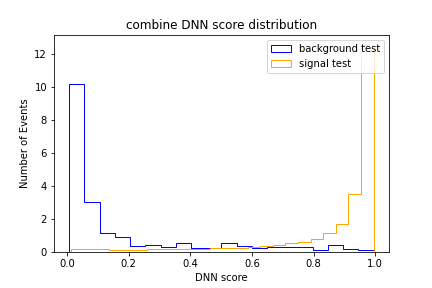 combine DNN score distribution
background test
signal test
Number of Events
12
10
8
6
4
2
0
0.0 0.2 0.4 0.6 0.8 1.0
DNN score